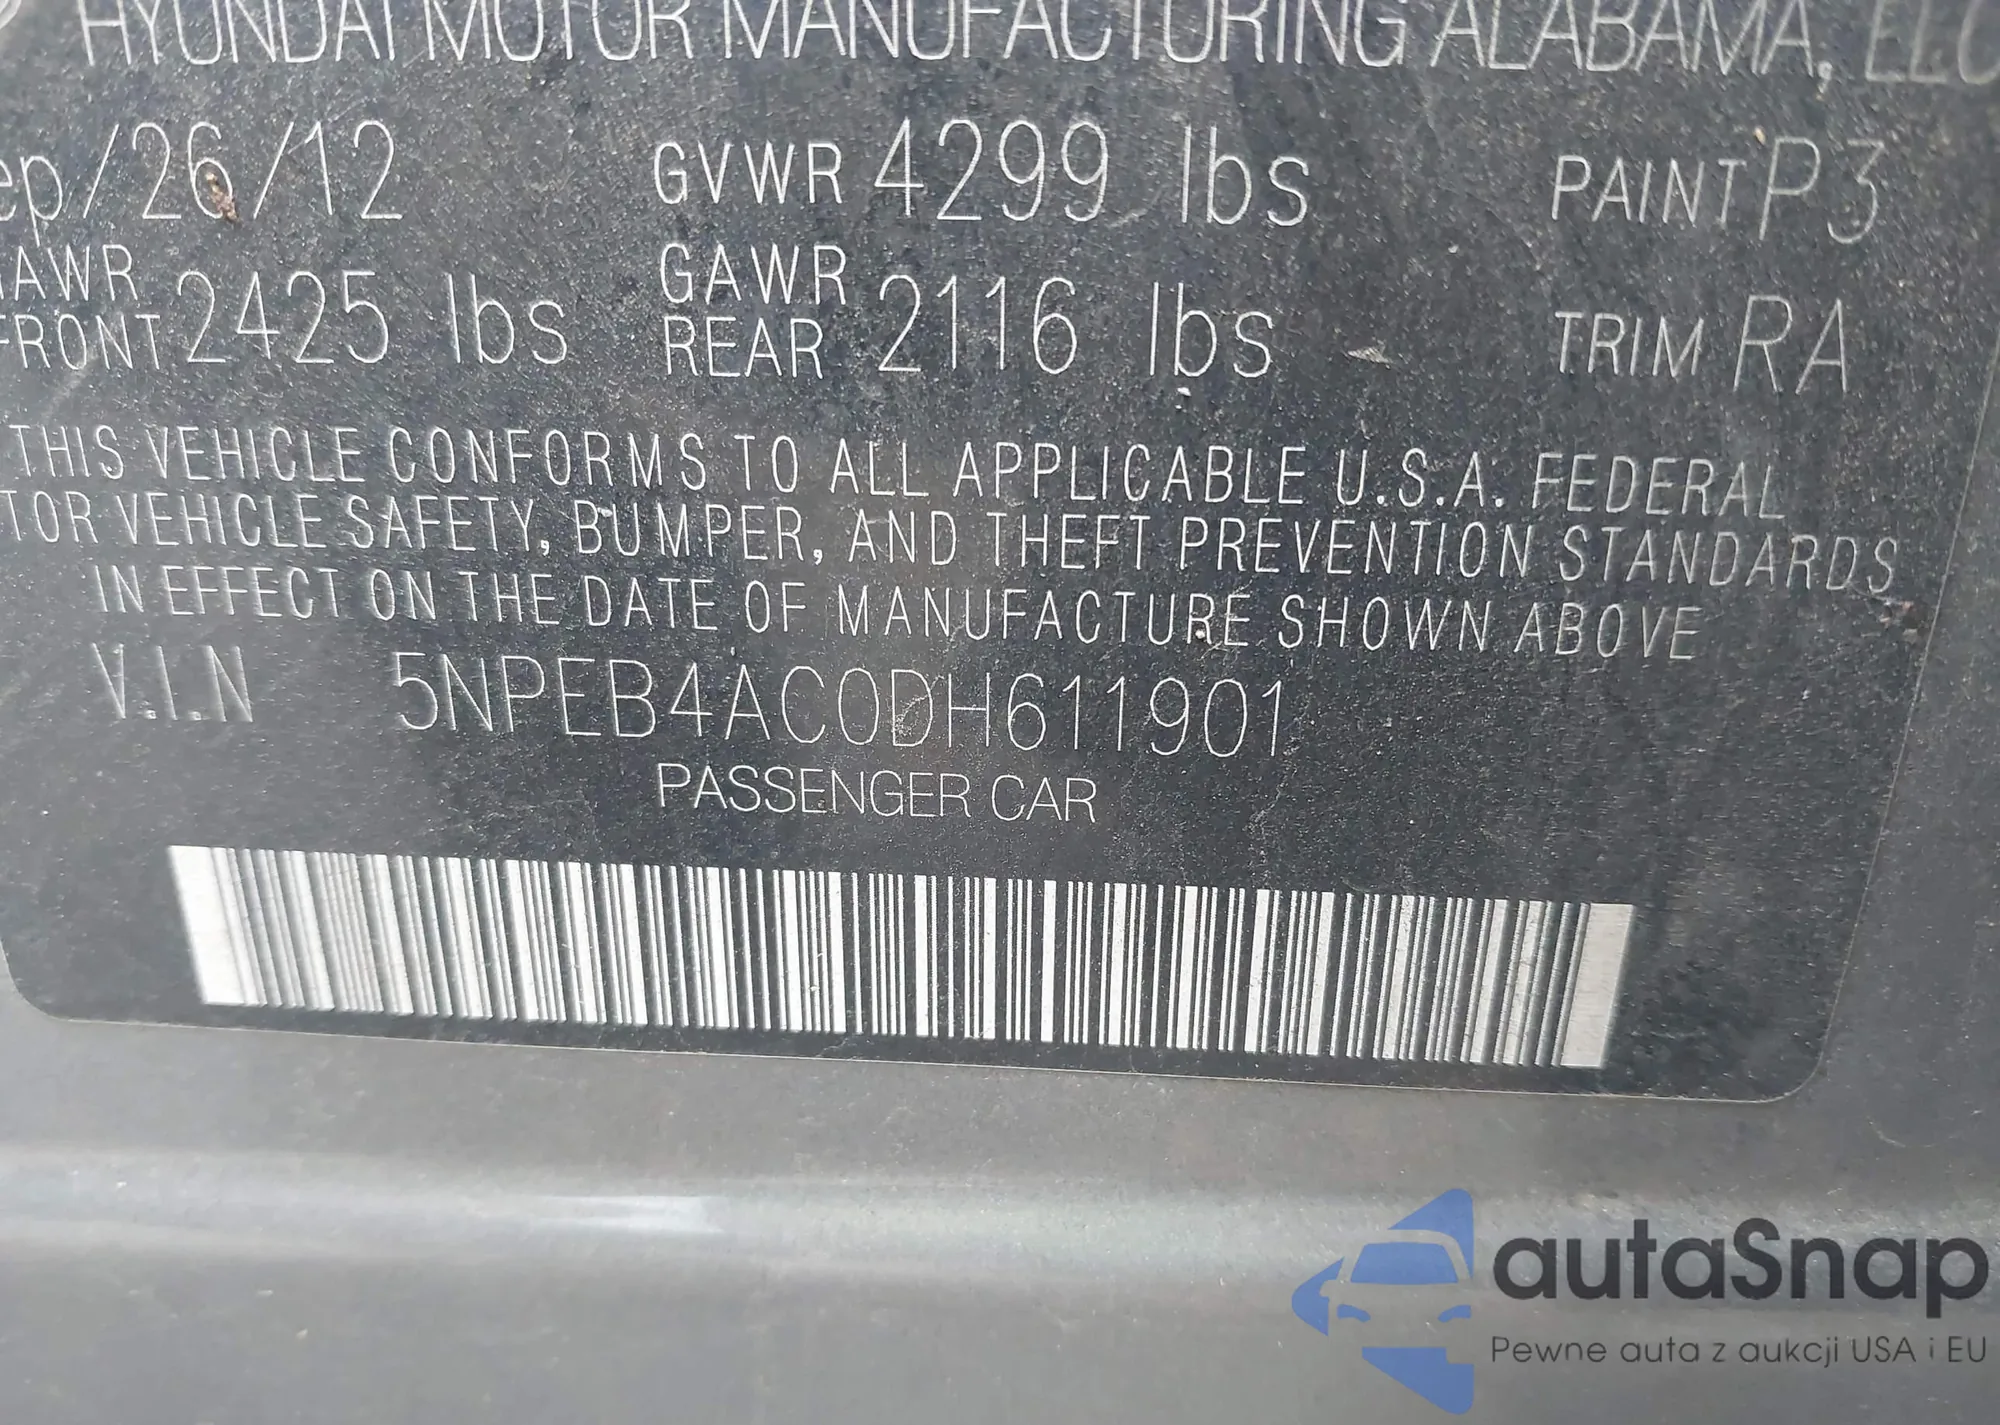 HYUNDAI MOTOR MANUFACTURING ALABAMA, LLC
ep/26/12 GVWR 4299 lbs PAINT P3
GAWR FRONT 2425 lbs GAWR REAR 2116 lbs TRIM RA
THIS VEHICLE CONFORMS TO ALL APPLICABLE U.S.A. FEDERAL
TOR VEHICLE SAFETY, BUMPER, AND THEFT PREVENTION STANDARDS
IN EFFECT ON THE DATE OF MANUFACTURE SHOWN ABOVE
V.I.N 5NPEB4AC0DH611901
PASSENGER CAR
autaSnap
Pewne auta z aukcji USA i EU